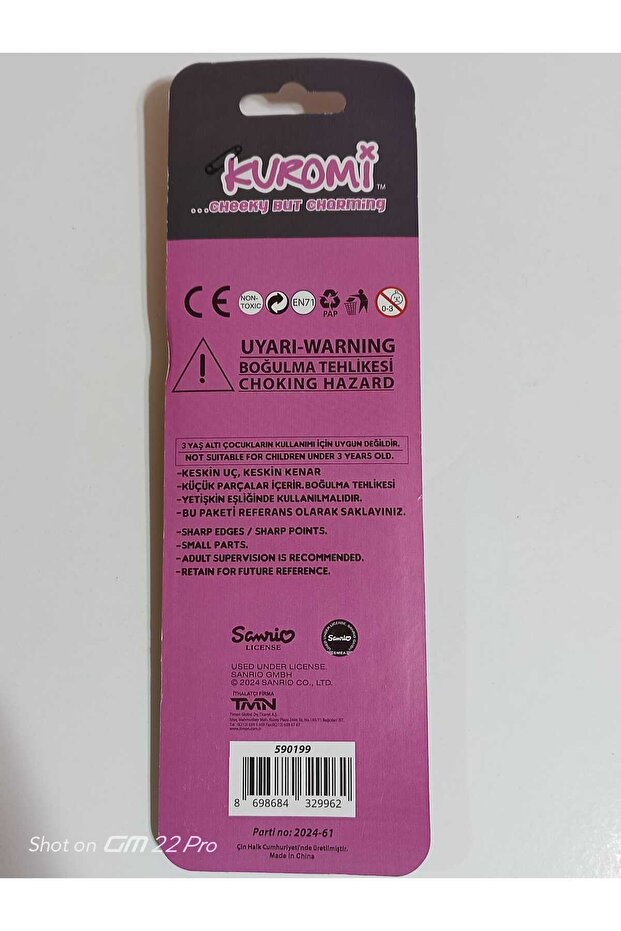 KUROMI™
...CHEEKY BUT CHARMING
CE NON-TOXIC EN71 PAP 0-3
UYARI-WARNING
BOĞULMA TEHLİKESİ
CHOKING HAZARD
3 YAŞ ALTI ÇOCUKLARIN KULLANIMI İÇİN UYGUN DEĞİLDİR.
NOT SUITABLE FOR CHILDREN UNDER 3 YEARS OLD.
-KESKİN UÇ, KESKİN KENAR
-KÜÇÜK PARÇALAR İÇERİR.BOĞULMA TEHLİKESİ
-YETİŞKİN EŞLİĞİNDE KULLANILMALIDIR.
-BU PAKETİ REFERANS OLARAK SAKLAYINIZ.
-SHARP EDGES / SHARP POINTS.
-SMALL PARTS.
-ADULT SUPERVISION IS RECOMMENDED.
-RETAIN FOR FUTURE REFERENCE.
Sanrio
LICENSE
Sanrio
USED UNDER LICENSE.
SANRIO GMBH
© 2024 SANRIO CO., LTD.
İTHALATÇI FİRMA
TMN
590199
8 698684 329962
Parti no: 2024-61
Çin Halk Cumhuriyeti'nde üretilmiştir.
Made in China
Shot on GM 22 Pro